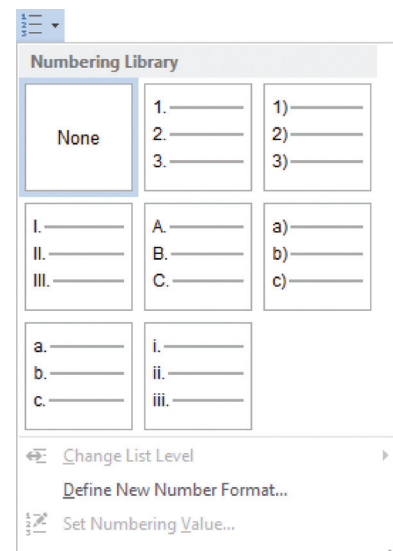 Numbering Library
None
1.
2.
3.
1)
2)
3)
I.
II.
III.
A.
B.
C.
a)
b)
c)
a.
b.
c.
i.
ii.
iii.
Change List Level
Define New Number Format...
Set Numbering Value...